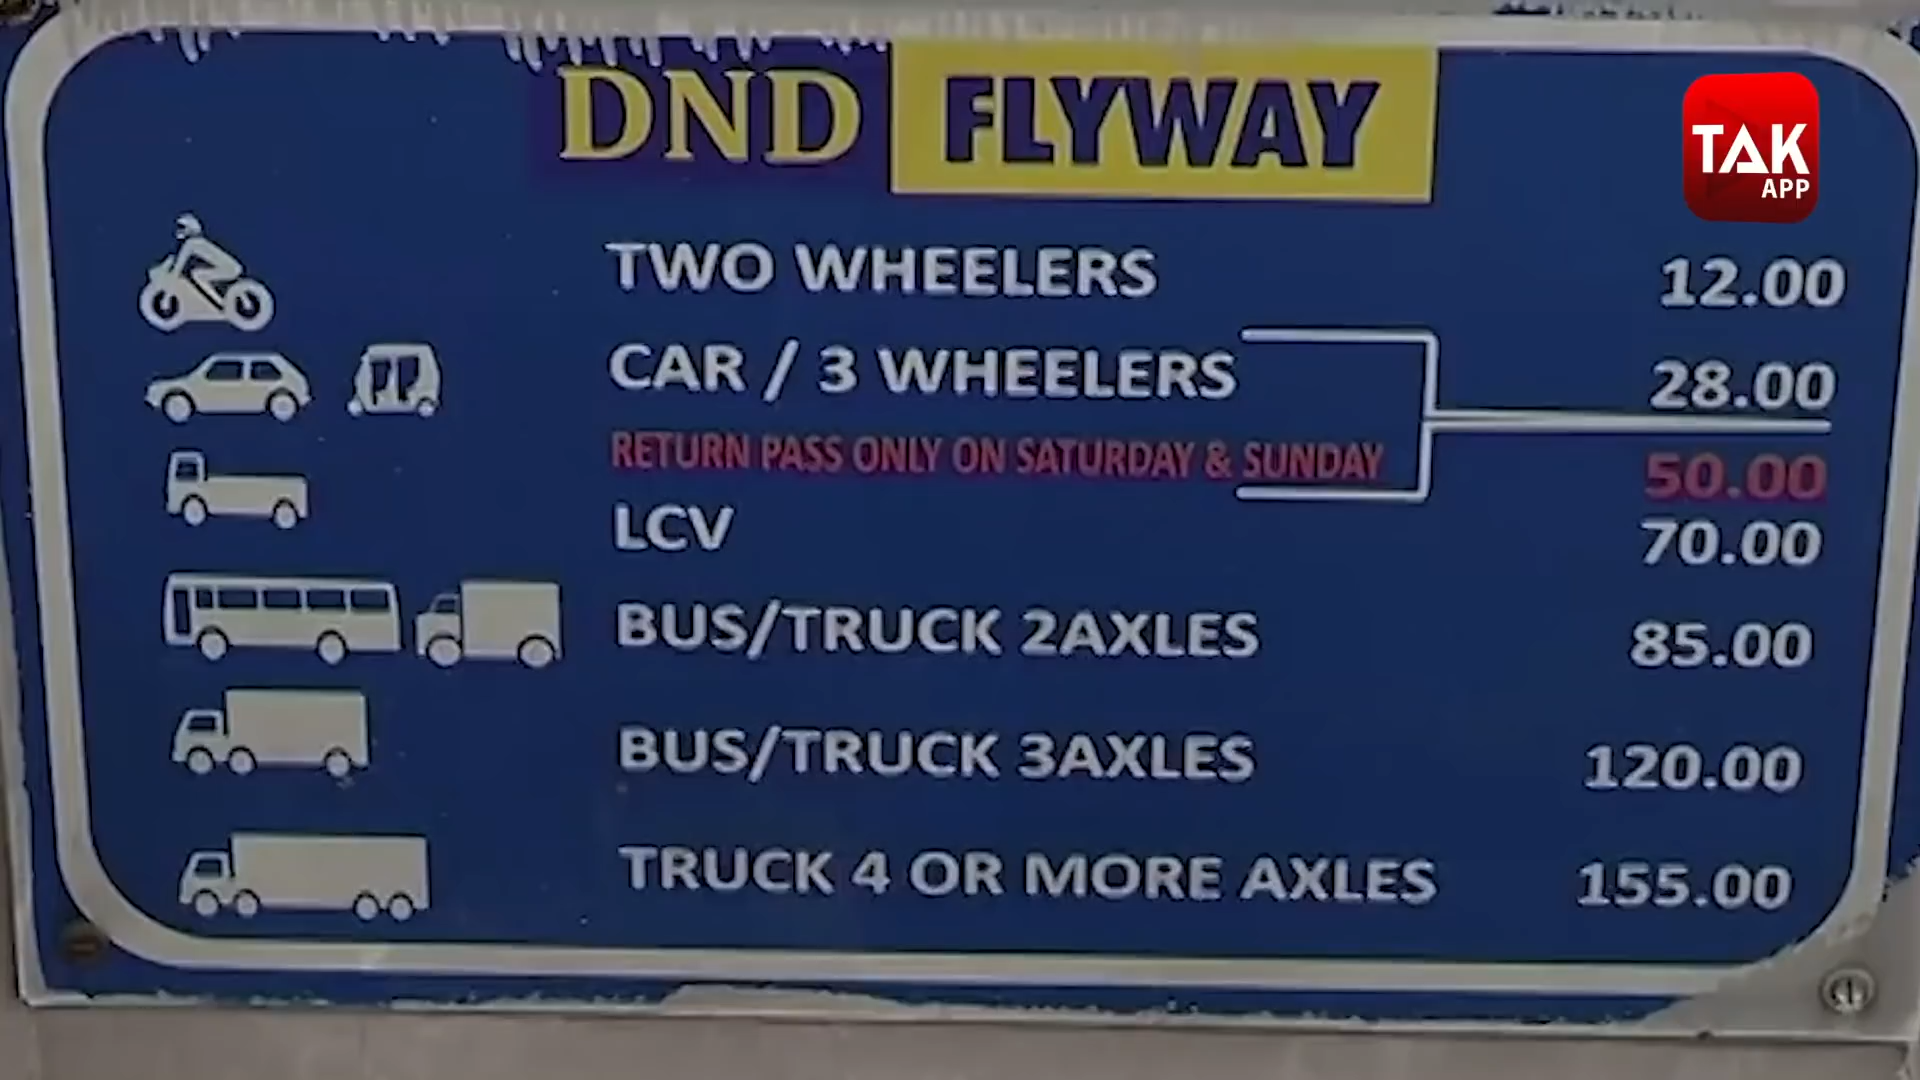 DND FLYWAY
TAK
APP
TWO WHEELERS 12.00
CAR / 3 WHEELERS 28.00
RETURN PASS ONLY ON SATURDAY & SUNDAY 50.00
LCV 70.00
BUS/TRUCK 2AXLES 85.00
BUS/TRUCK 3AXLES 120.00
TRUCK 4 OR MORE AXLES 155.00